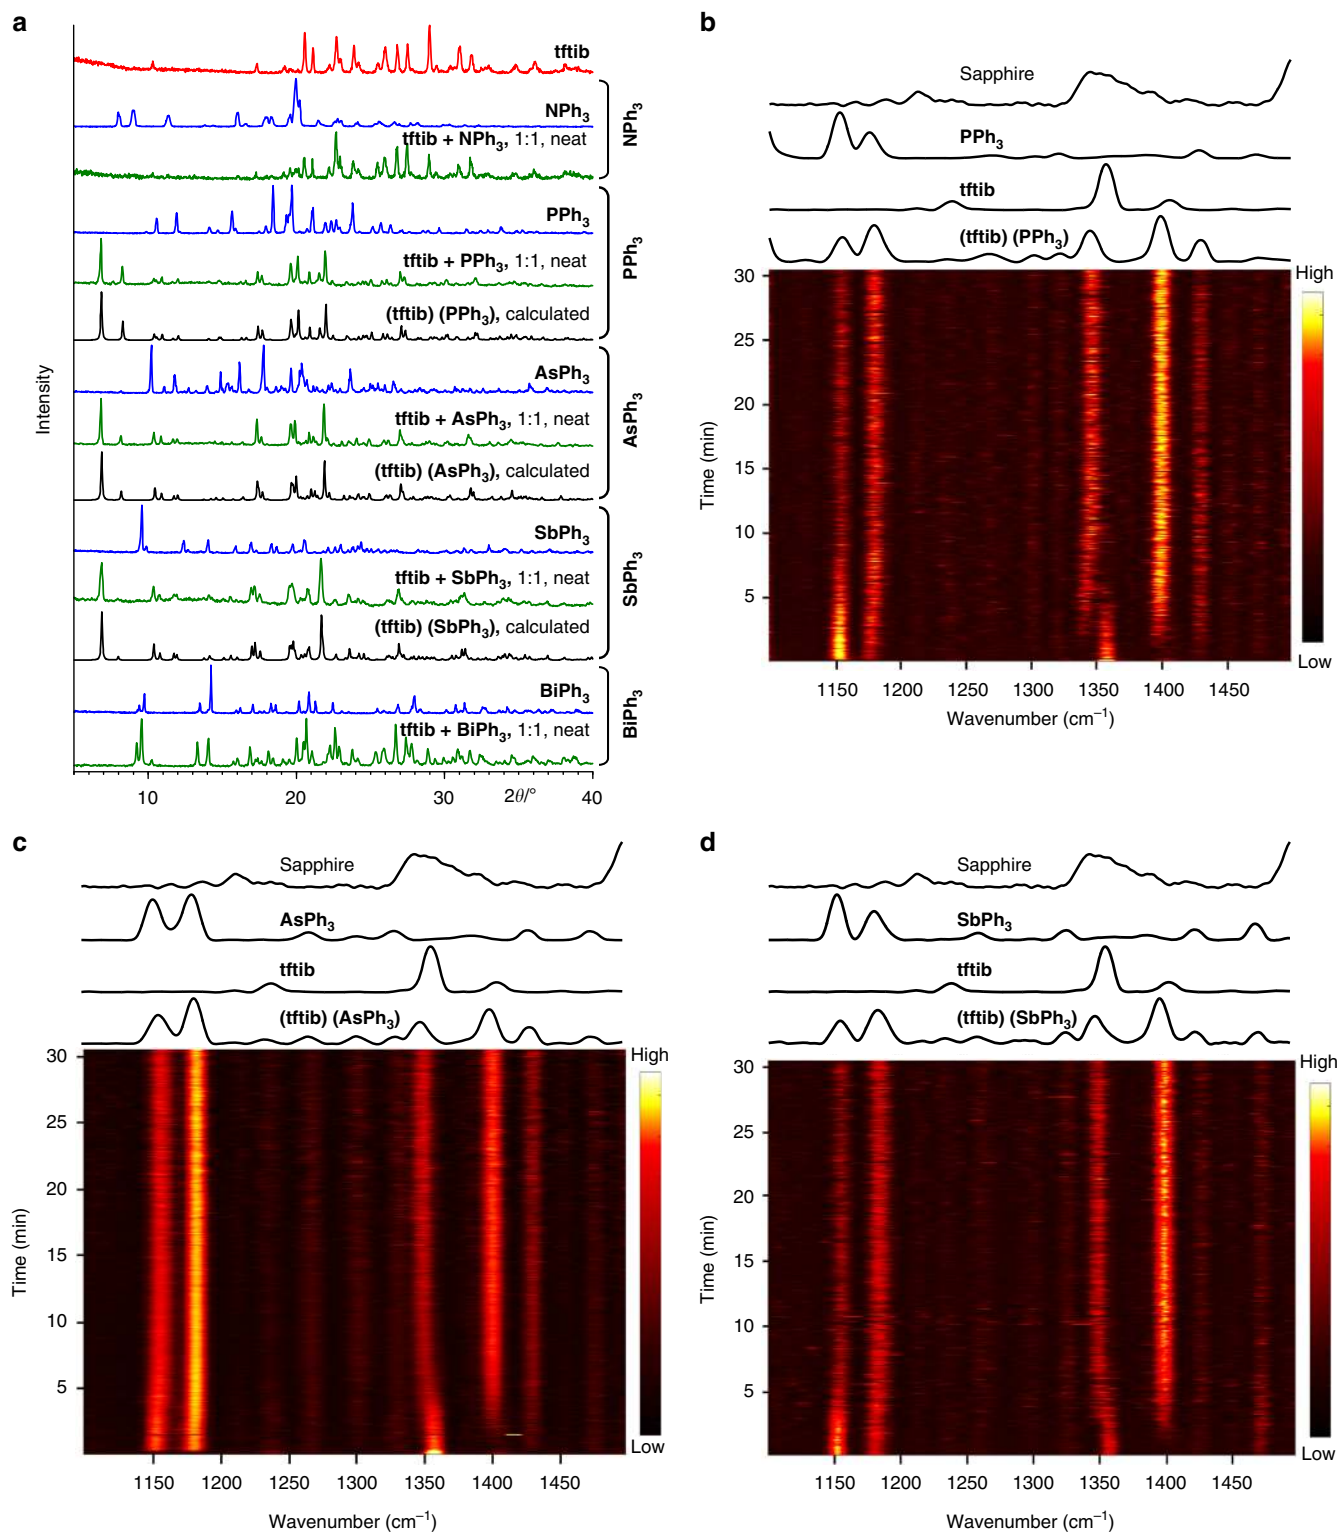 a
tftib
NPh3
tftib + NPh3, 1:1, neat
NPh3
PPh3
tftib + PPh3, 1:1, neat
(tftib) (PPh3), calculated
PPh3
AsPh3
tftib + AsPh3, 1:1, neat
(tftib) (AsPh3), calculated
AsPh3
SbPh3
tftib + SbPh3, 1:1, neat
(tftib) (SbPh3), calculated
SbPh3
BiPh3
tftib + BiPh3, 1:1, neat
BiPh3
Intensity
10 20 30 2θ/° 40
b
Sapphire
PPh3
tftib
(tftib) (PPh3)
30
25
20
15
10
5
Time (min)
High
Low
1150 1200 1250 1300 1350 1400 1450
Wavenumber (cm−1)
c
Sapphire
AsPh3
tftib
(tftib) (AsPh3)
30
25
20
15
10
5
Time (min)
High
Low
1150 1200 1250 1300 1350 1400 1450
Wavenumber (cm−1)
d
Sapphire
SbPh3
tftib
(tftib) (SbPh3)
30
25
20
15
10
5
Time (min)
High
Low
1150 1200 1250 1300 1350 1400 1450
Wavenumber (cm−1)